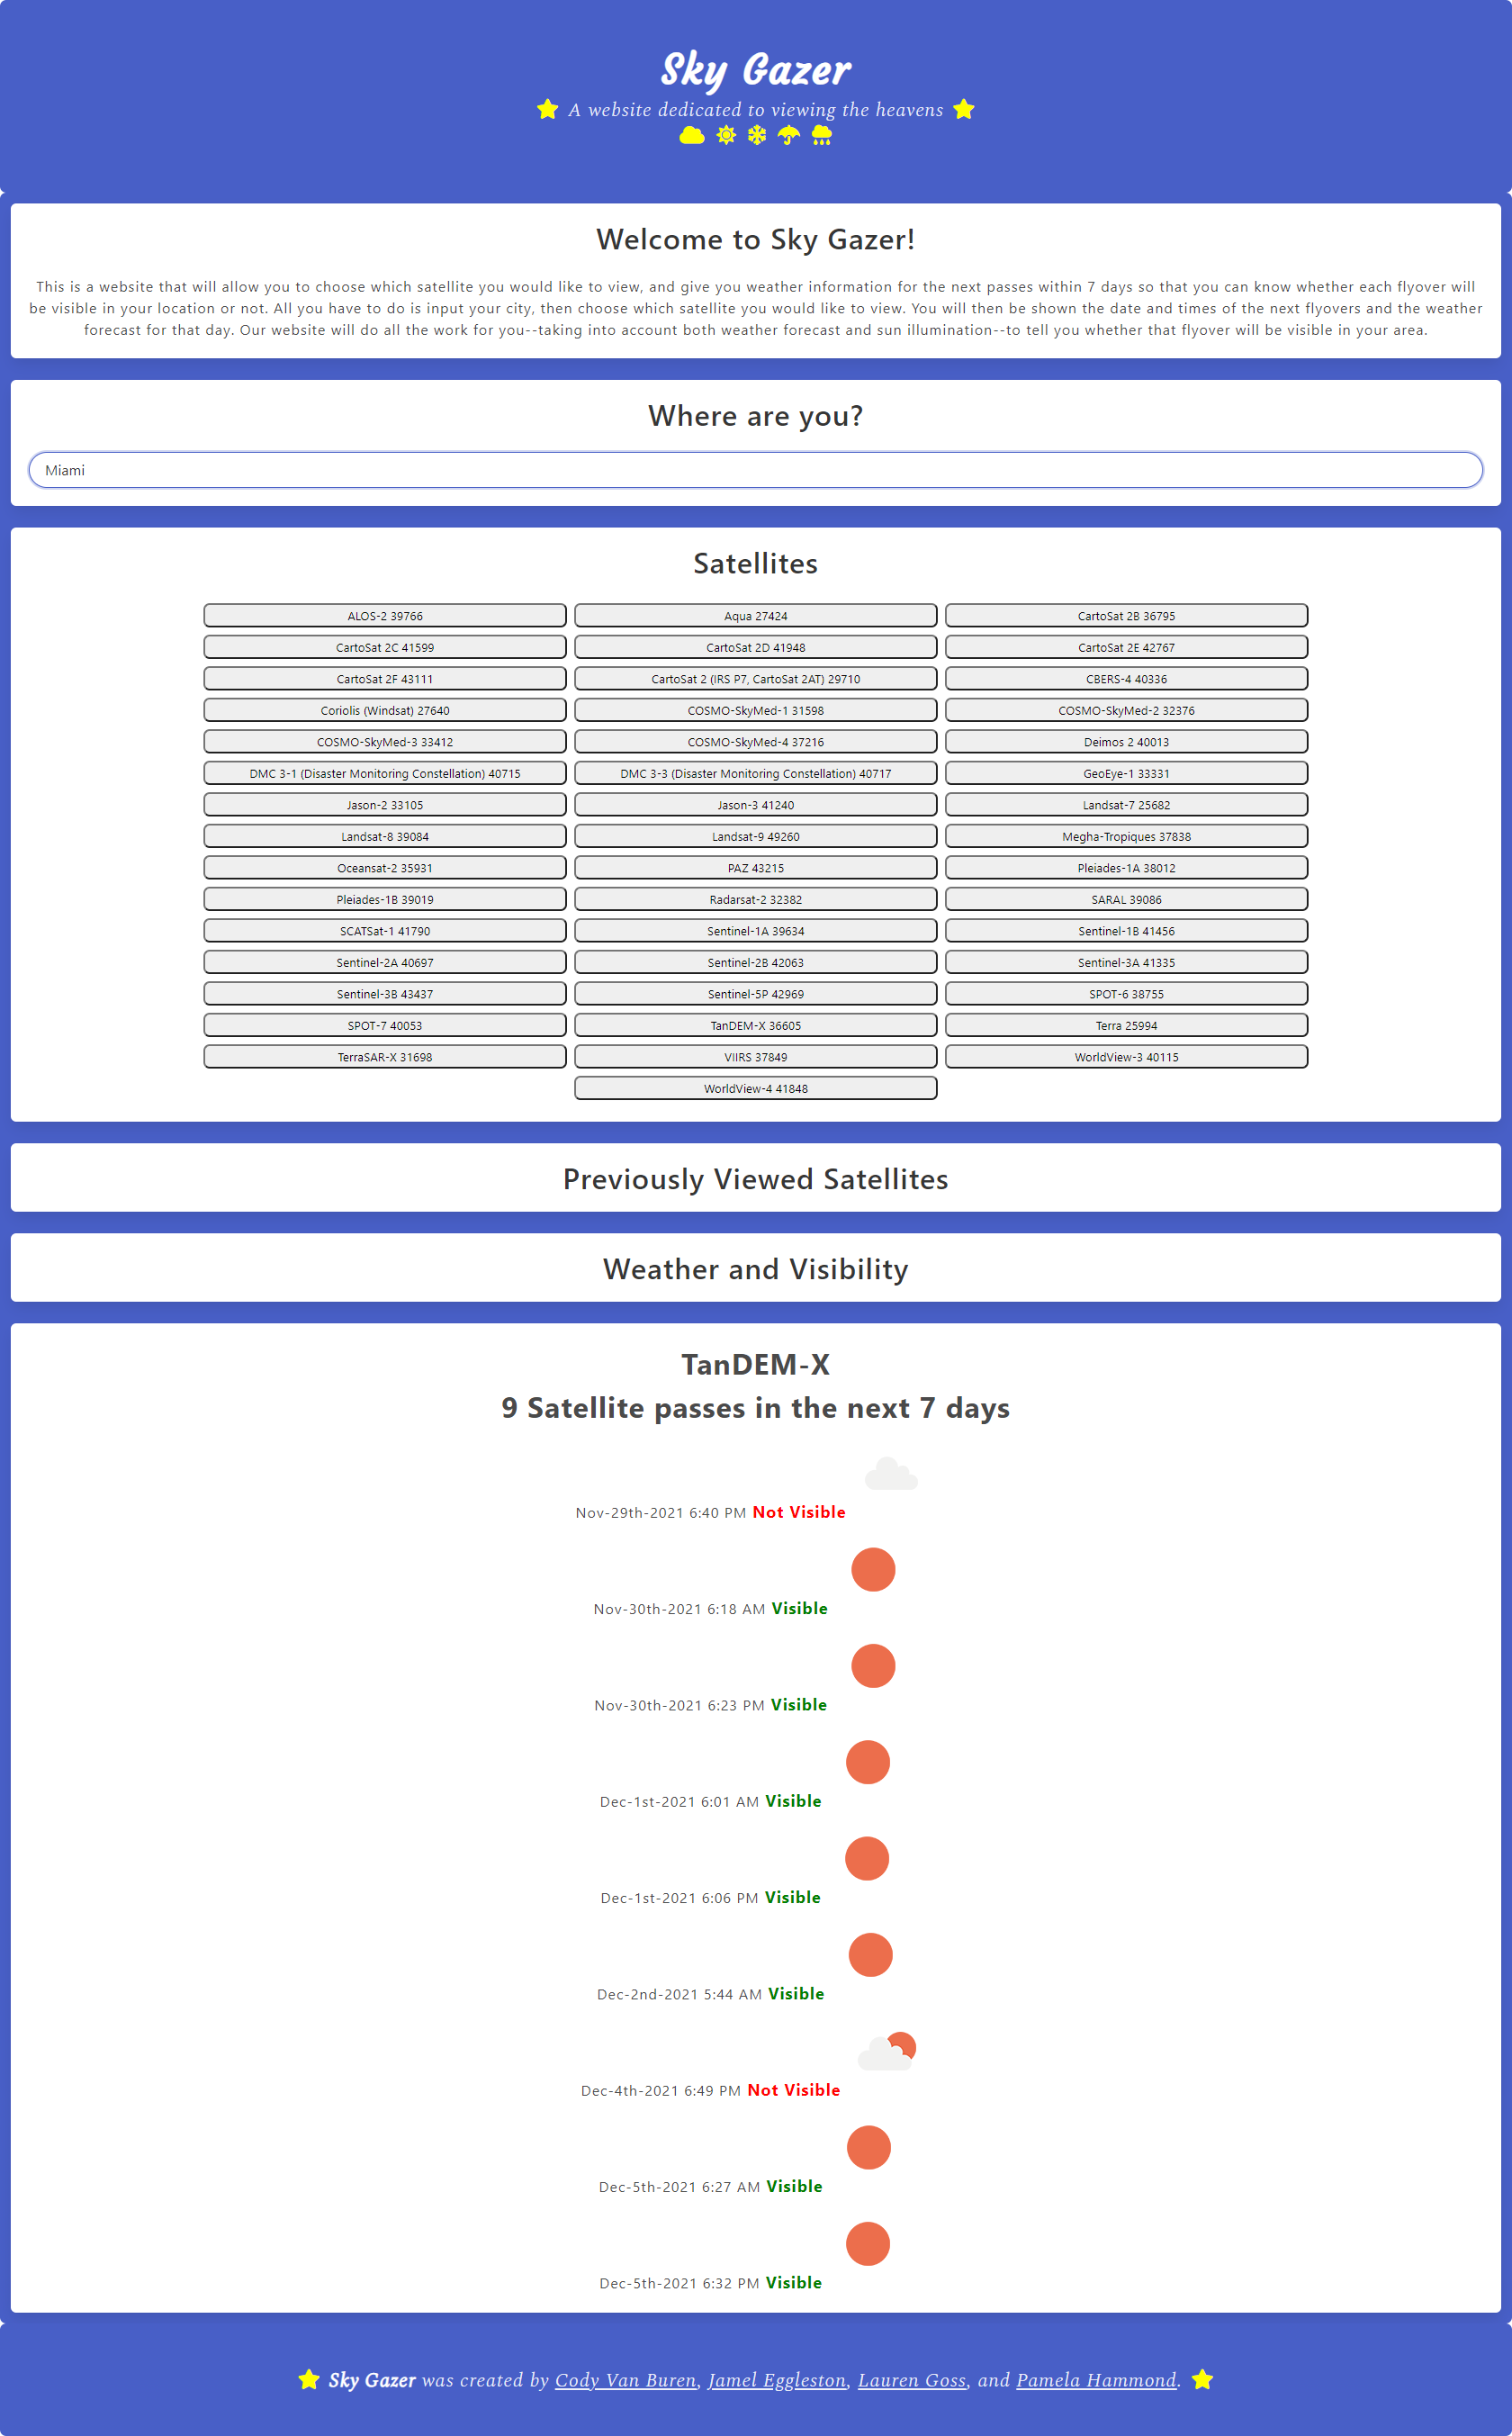 Sky Gazer
A website dedicated to viewing the heavens
Welcome to Sky Gazer!
This is a website that will allow you to choose which satellite you would like to view, and give you weather information for the next passes within 7 days so that you can know whether each flyover will
be visible in your location or not. All you have to do is input your city, then choose which satellite you would like to view. You will then be shown the date and times of the next flyovers and the weather
forecast for that day. Our website will do all the work for you--taking into account both weather forecast and sun illumination--to tell you whether that flyover will be visible in your area.
Where are you?
Miami
Satellites
ALOS-2 39766 Aqua 27424 CartoSat 2B 36795
CartoSat 2C 41599 CartoSat 2D 41948 CartoSat 2E 42767
CartoSat 2F 43111 CartoSat 2 (IRS P7, CartoSat 2AT) 29710 CBERS-4 40336
Coriolis (Windsat) 27640 COSMO-SkyMed-1 31598 COSMO-SkyMed-2 32376
COSMO-SkyMed-3 33412 COSMO-SkyMed-4 37216 Deimos 2 40013
DMC 3-1 (Disaster Monitoring Constellation) 40715 DMC 3-3 (Disaster Monitoring Constellation) 40717 GeoEye-1 33331
Jason-2 33105 Jason-3 41240 Landsat-7 25682
Landsat-8 39084 Landsat-9 49260 Megha-Tropiques 37838
Oceansat-2 35931 PAZ 43215 Pleiades-1A 38012
Pleiades-1B 39019 Radarsat-2 32382 SARAL 39086
SCATSat-1 41790 Sentinel-1A 39634 Sentinel-1B 41456
Sentinel-2A 40697 Sentinel-2B 42063 Sentinel-3A 41335
Sentinel-3B 43437 Sentinel-5P 42969 SPOT-6 38755
SPOT-7 40053 TanDEM-X 36605 Terra 25994
TerraSAR-X 31698 VIIRS 37849 WorldView-3 40115
WorldView-4 41848
Previously Viewed Satellites
Weather and Visibility
TanDEM-X
9 Satellite passes in the next 7 days
Nov-29th-2021 6:40 PM Not Visible
Nov-30th-2021 6:18 AM Visible
Nov-30th-2021 6:23 PM Visible
Dec-1st-2021 6:01 AM Visible
Dec-1st-2021 6:06 PM Visible
Dec-2nd-2021 5:44 AM Visible
Dec-4th-2021 6:49 PM Not Visible
Dec-5th-2021 6:27 AM Visible
Dec-5th-2021 6:32 PM Visible
Sky Gazer was created by Cody Van Buren, Jamel Eggleston, Lauren Goss, and Pamela Hammond.